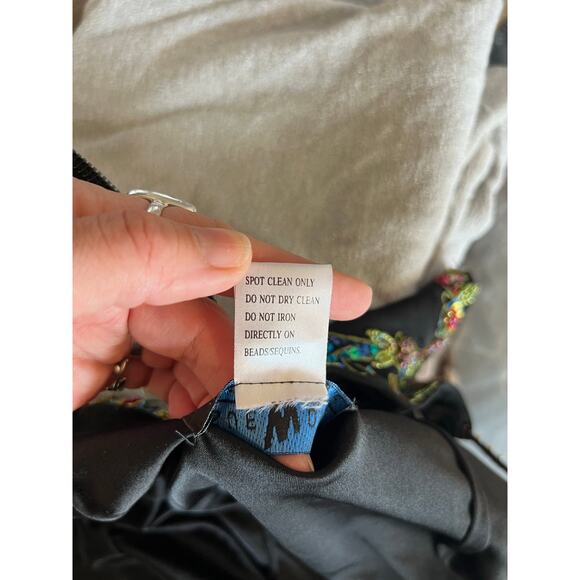 SPOT CLEAN ONLY
DO NOT DRY CLEAN
DO NOT IRON
DIRECTLY ON
BEADS/SEQUINS.